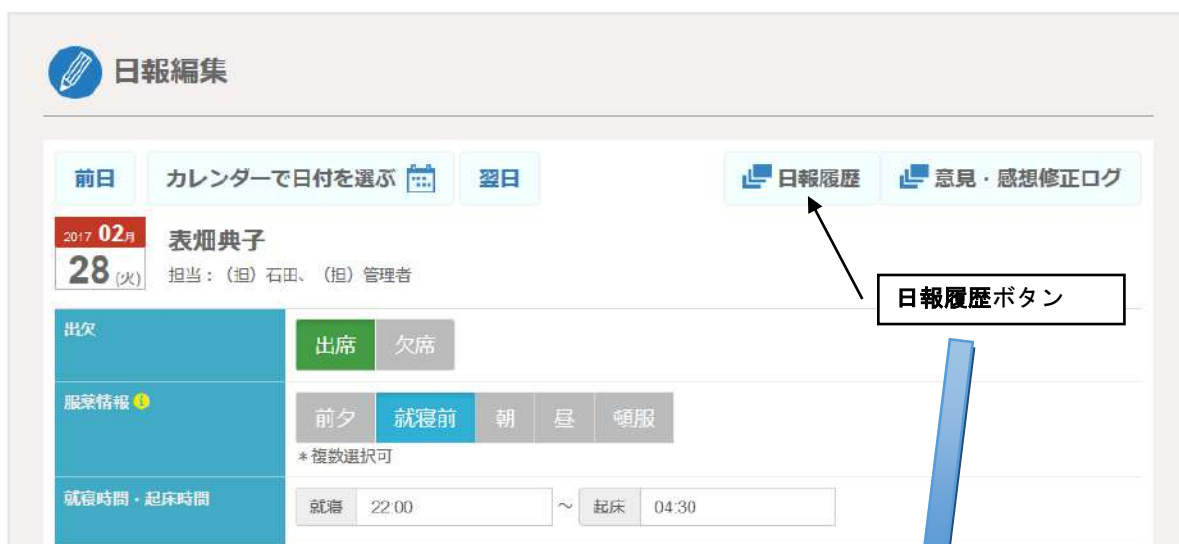 日報編集
前日 カレンダーで日付を選ぶ 翌日 日報履歴 意見・感想修正ログ
2017 02月
28 (火)
表畑典子
担当：（担）石田、（担）管理者
日報履歴ボタン
出欠
出席 欠席
服薬情報
前夕 就寝前 朝 昼 頓服
*複数選択可
就寝時間・起床時間
就寝 22:00 ～ 起床 04:30